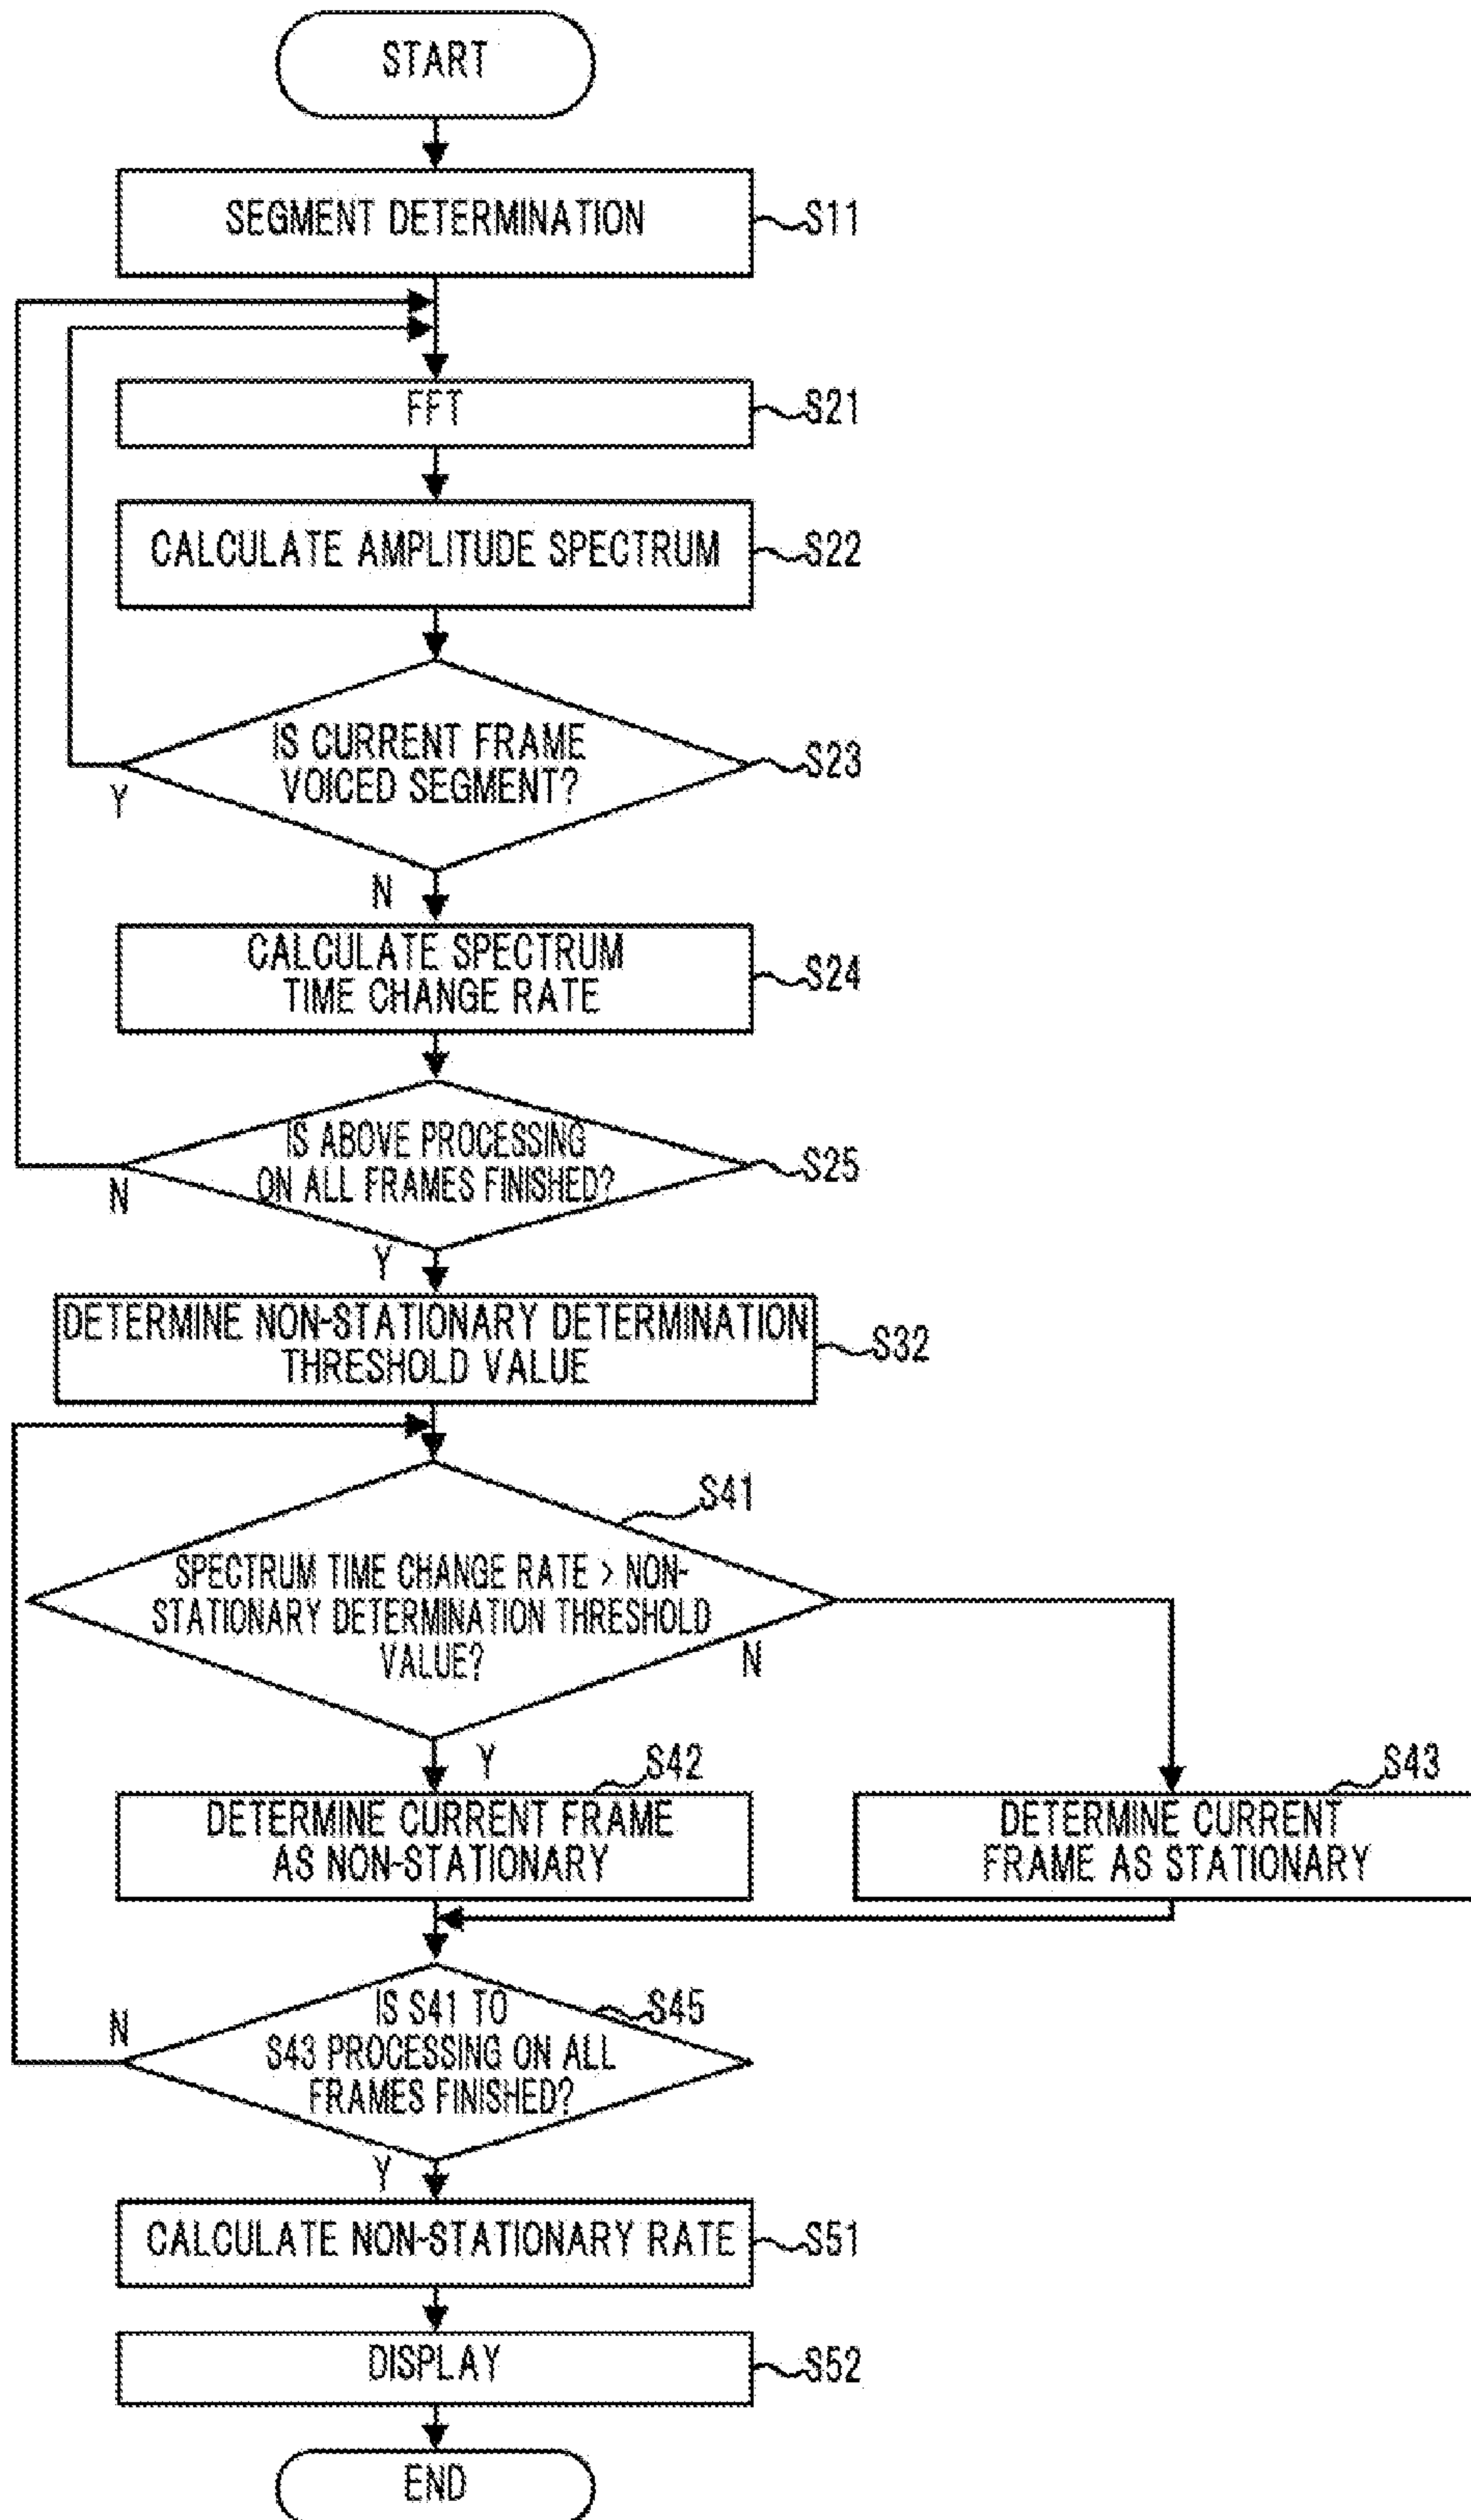 START
SEGMENT DETERMINATION
S11
FFT
S21
CALCULATE AMPLITUDE SPECTRUM
S22
IS CURRENT FRAME
VOICED SEGMENT?
S23
Y
N
CALCULATE SPECTRUM
TIME CHANGE RATE
S24
IS ABOVE PROCESSING
ON ALL FRAMES FINISHED?
S25
N
Y
DETERMINE NON-STATIONARY DETERMINATION
THRESHOLD VALUE
S32
S41
SPECTRUM TIME CHANGE RATE > NON-
STATIONARY DETERMINATION THRESHOLD
VALUE?
N
Y
S42
DETERMINE CURRENT FRAME
AS NON-STATIONARY
S43
DETERMINE CURRENT
FRAME AS STATIONARY
IS S41 TO
S43 PROCESSING ON ALL
FRAMES FINISHED?
S45
N
Y
CALCULATE NON-STATIONARY RATE
S51
DISPLAY
S52
END